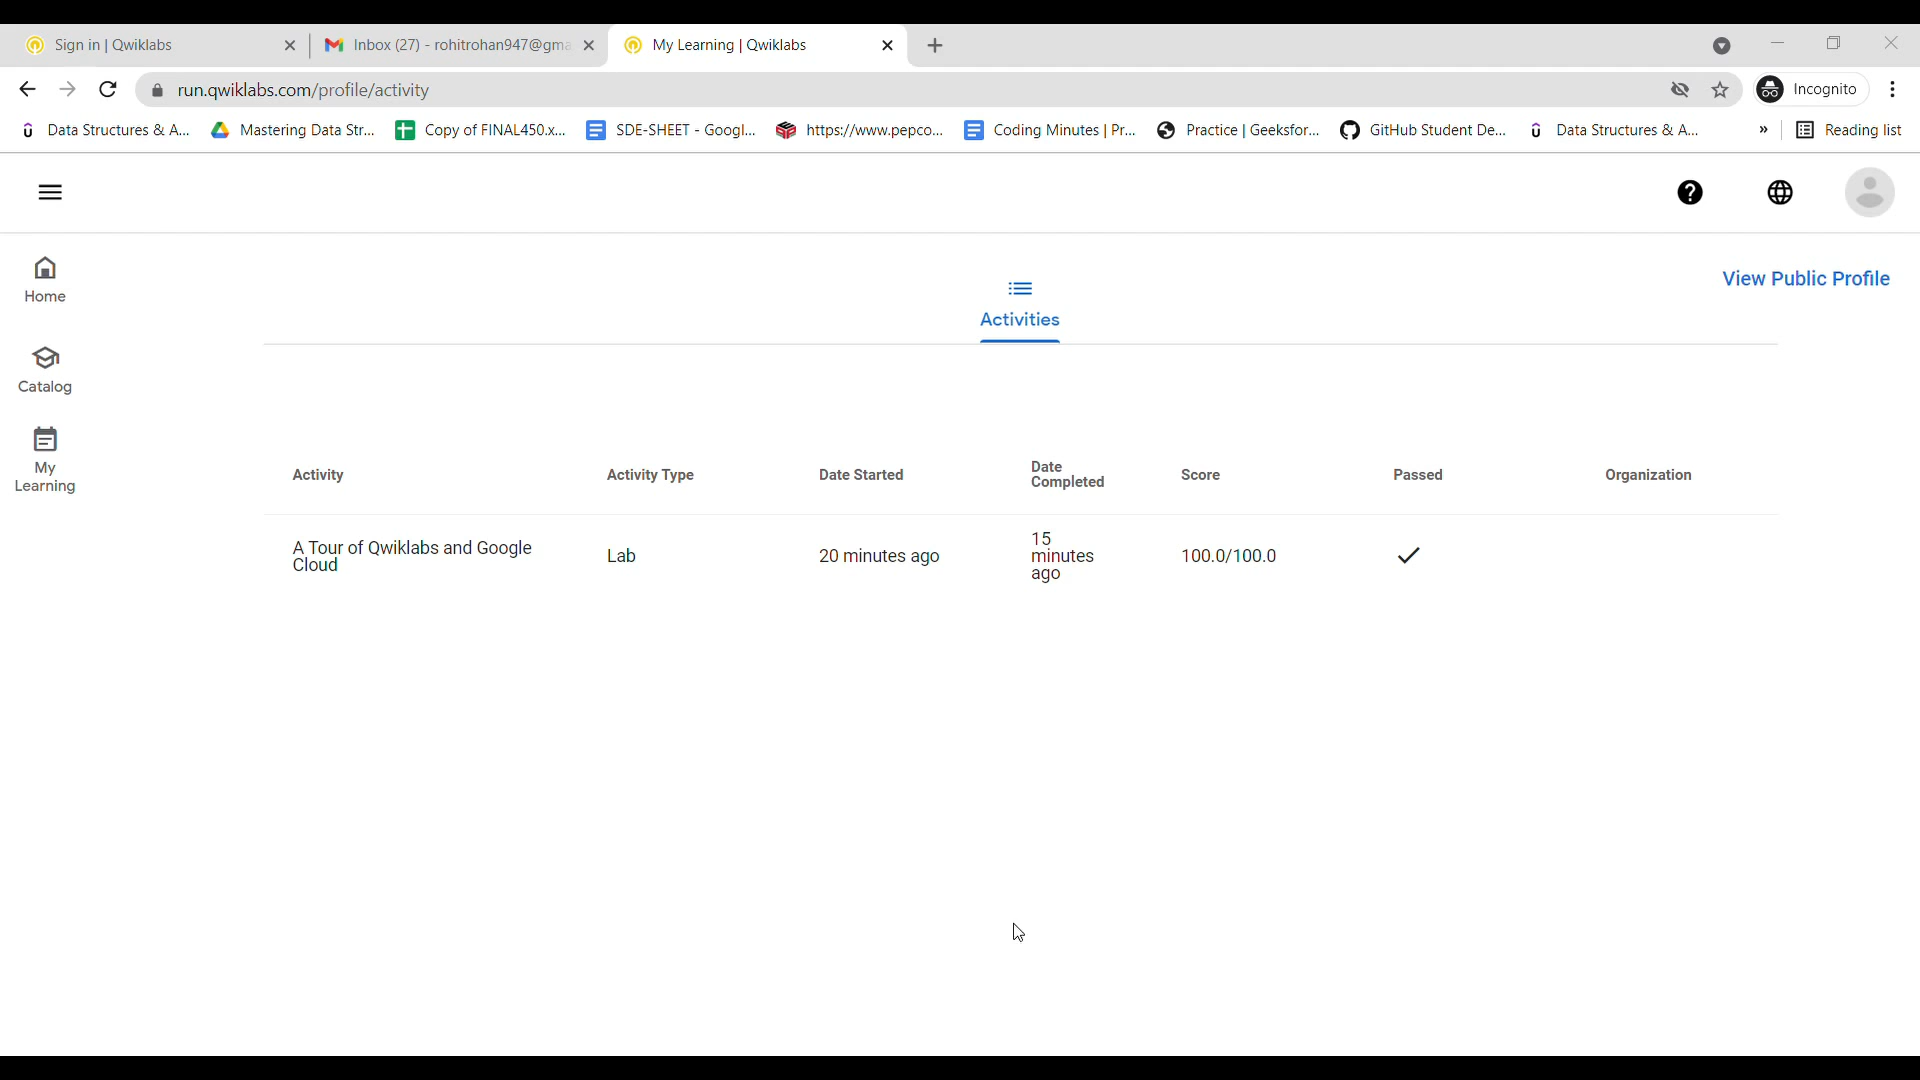 Sign in | Qwiklabs
Inbox (27) - rohitrohan947@gma
My Learning | Qwiklabs
run.qwiklabs.com/profile/activity
Incognito
Data Structures & A...
Mastering Data Str...
Copy of FINAL450.x...
SDE-SHEET - Googl...
https://www.pepco...
Coding Minutes | Pr...
Practice | Geeksfor...
GitHub Student De...
Data Structures & A...
»
Reading list
Home
Catalog
My
Learning
View Public Profile
Activities
Activity
Activity Type
Date Started
Date
Completed
Score
Passed
Organization
A Tour of Qwiklabs and Google
Cloud
Lab
20 minutes ago
15
minutes
ago
100.0/100.0